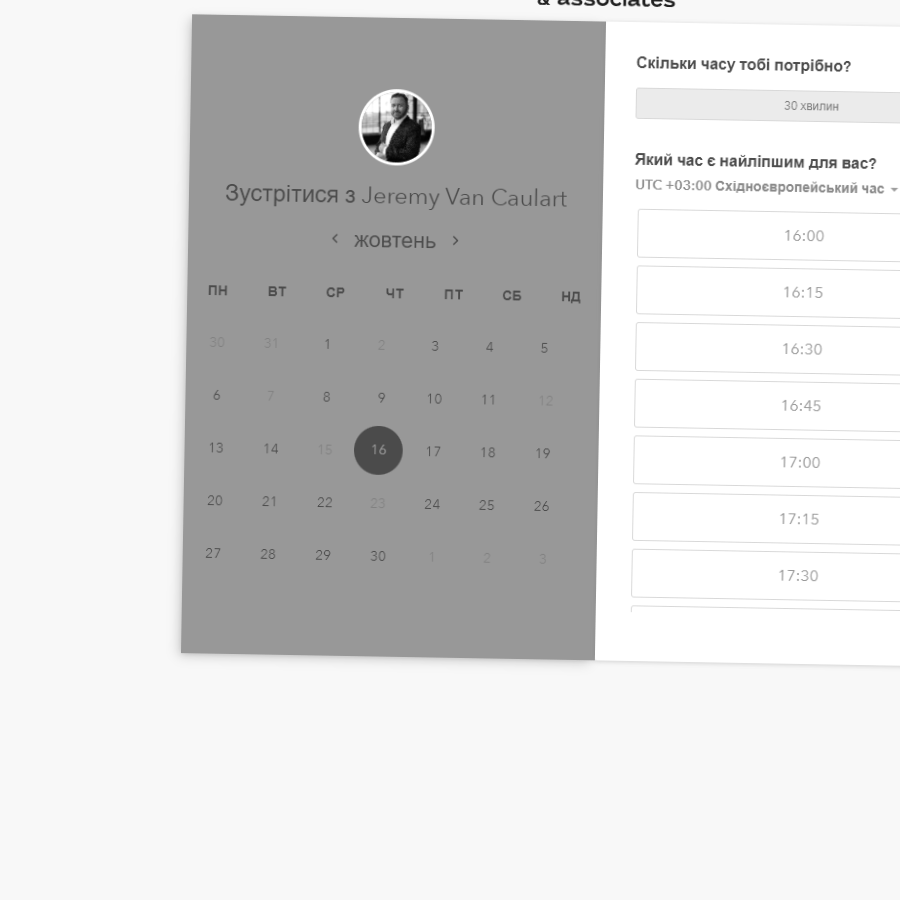 & associates
Зустрітися з Jeremy Van Caulart
жовтень
ПН ВТ СР ЧТ ПТ СБ НД
30 31 1 2 3 4 5
6 7 8 9 10 11 12
13 14 15 16 17 18 19
20 21 22 23 24 25 26
27 28 29 30 1 2 3
Скільки часу тобі потрібно?
30 хвилин
Який час є найліпшим для вас?
UTC +03:00 Східноєвропейський час
16:00
16:15
16:30
16:45
17:00
17:15
17:30